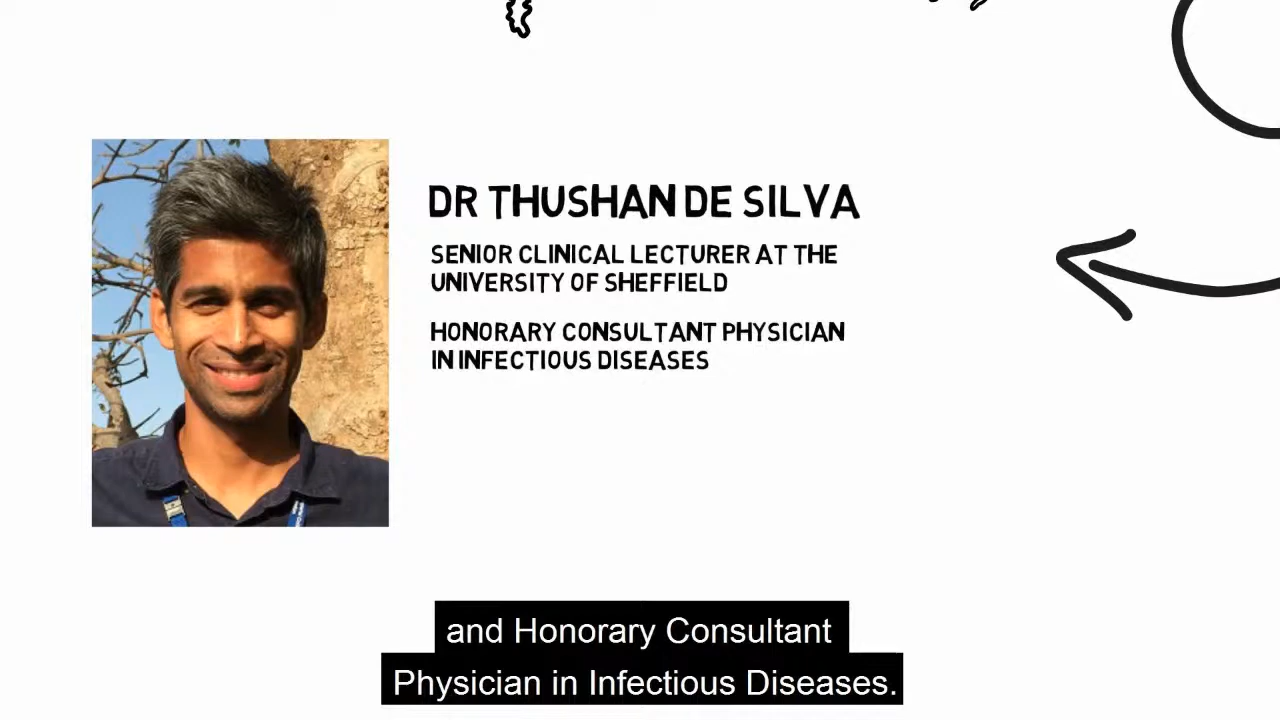 DR THUSHAN DE SILVA
SENIOR CLINICAL LECTURER AT THE
UNIVERSITY OF SHEFFIELD
HONORARY CONSULTANT PHYSICIAN
IN INFECTIOUS DISEASES
and Honorary Consultant
Physician in Infectious Diseases.